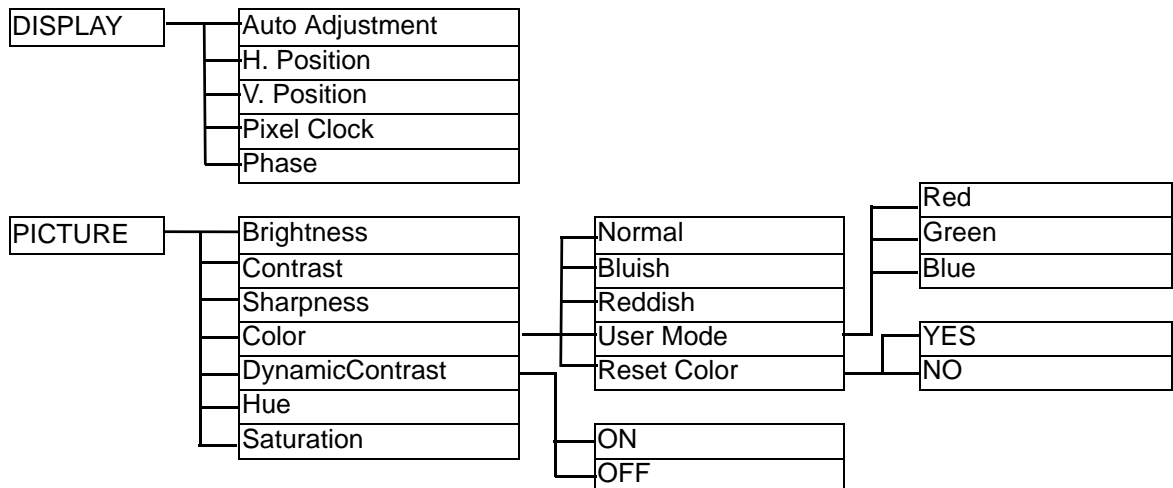 DISPLAY
Auto Adjustment
H. Position
V. Position
Pixel Clock
Phase
PICTURE
Brightness
Contrast
Sharpness
Color
DynamicContrast
Hue
Saturation
Normal
Bluish
Reddish
User Mode
Reset Color
ON
OFF
Red
Green
Blue
YES
NO